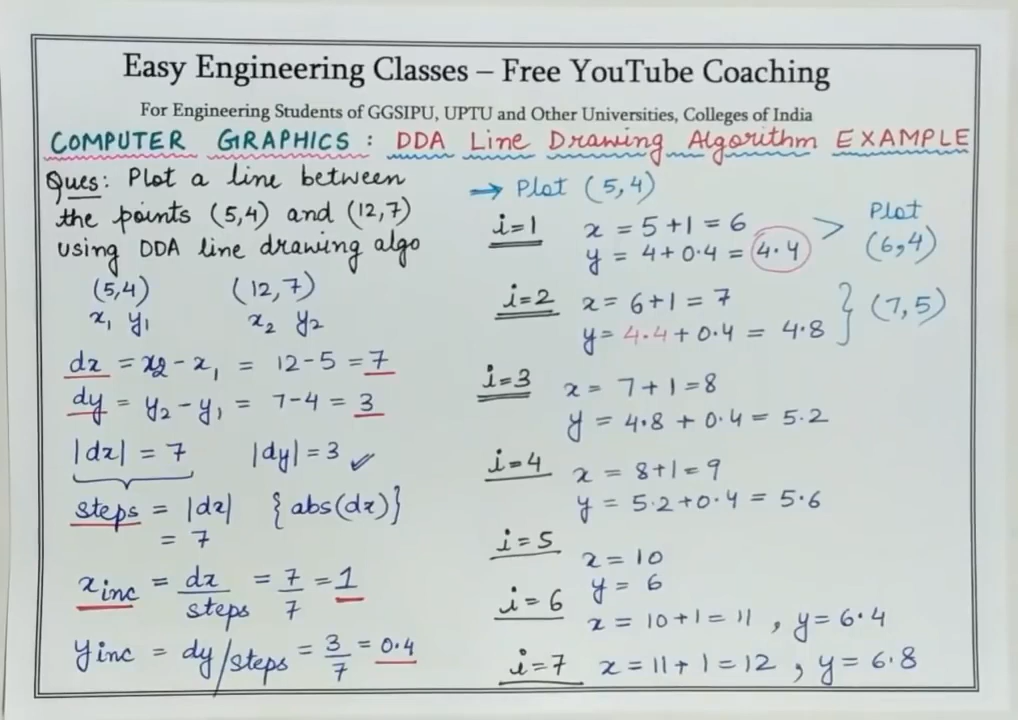 Easy Engineering Classes – Free YouTube Coaching
For Engineering Students of GGSIPU, UPTU and Other Universities, Colleges of India
COMPUTER GRAPHICS : DDA Line Drawing Algorithm EXAMPLE
Ques: Plot a line between
the points (5,4) and (12,7)
using DDA line drawing algo
(5,4) (12,7)
x₁ y₁ x₂ y₂
dx = x₂ - x₁ = 12-5 = 7
dy = y₂ - y₁ = 7-4 = 3
|dx| = 7 |dy| = 3 ✓
steps = |dx| {abs(dx)}
= 7
xinc = dx/steps = 7/7 = 1
yinc = dy/steps = 3/7 = 0.4
→ Plot (5,4)
i=1 x = 5+1 = 6
y = 4+0.4 = 4.4
> Plot
(6,4)
i=2 x = 6+1 = 7
y = 4.4+0.4 = 4.8 } (7,5)
i=3 x = 7+1 = 8
y = 4.8 + 0.4 = 5.2
i=4 x = 8+1 = 9
y = 5.2+0.4 = 5.6
i=5 x = 10
y = 6
i=6 x = 10+1 = 11 , y = 6.4
i=7 x = 11+1 = 12 , y = 6.8